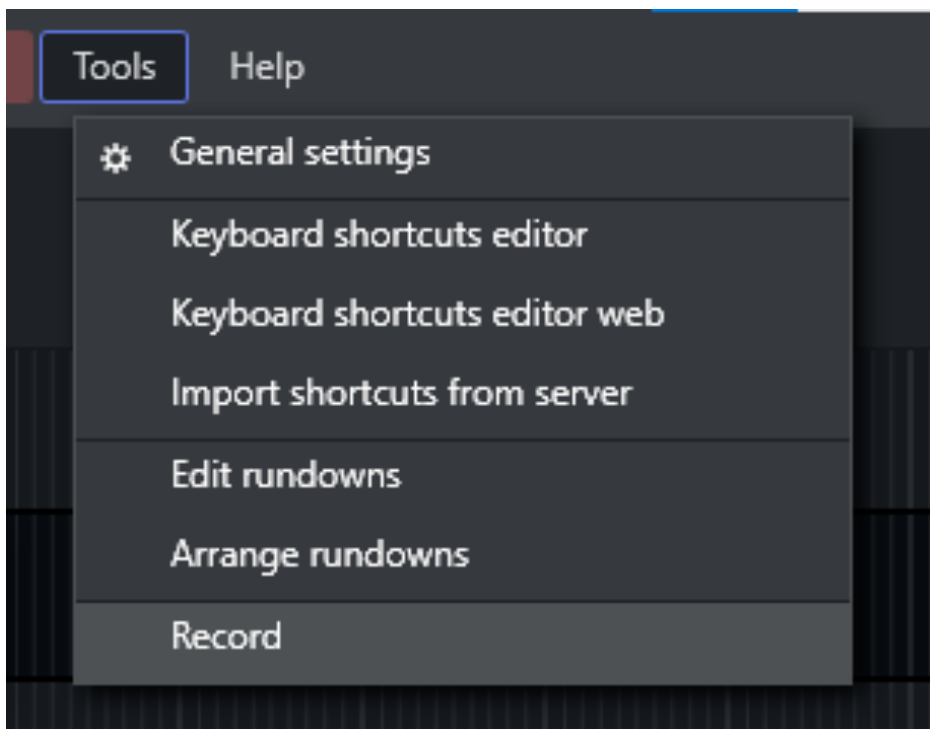 Tools Help
General settings
Keyboard shortcuts editor
Keyboard shortcuts editor web
Import shortcuts from server
Edit rundowns
Arrange rundowns
Record